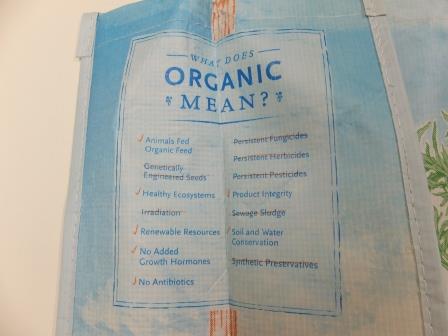 WHAT DOES
ORGANIC
MEAN?
Animals Fed
Organic Feed
Genetically
Engineered Seeds
Healthy Ecosystems
Irradiation
Renewable Resources
No Added
Growth Hormones
No Antibiotics
Persistent Fungicides
Persistent Herbicides
Persistent Pesticides
Product Integrity
Sewage Sludge
Soil and Water
Conservation
Synthetic Preservatives